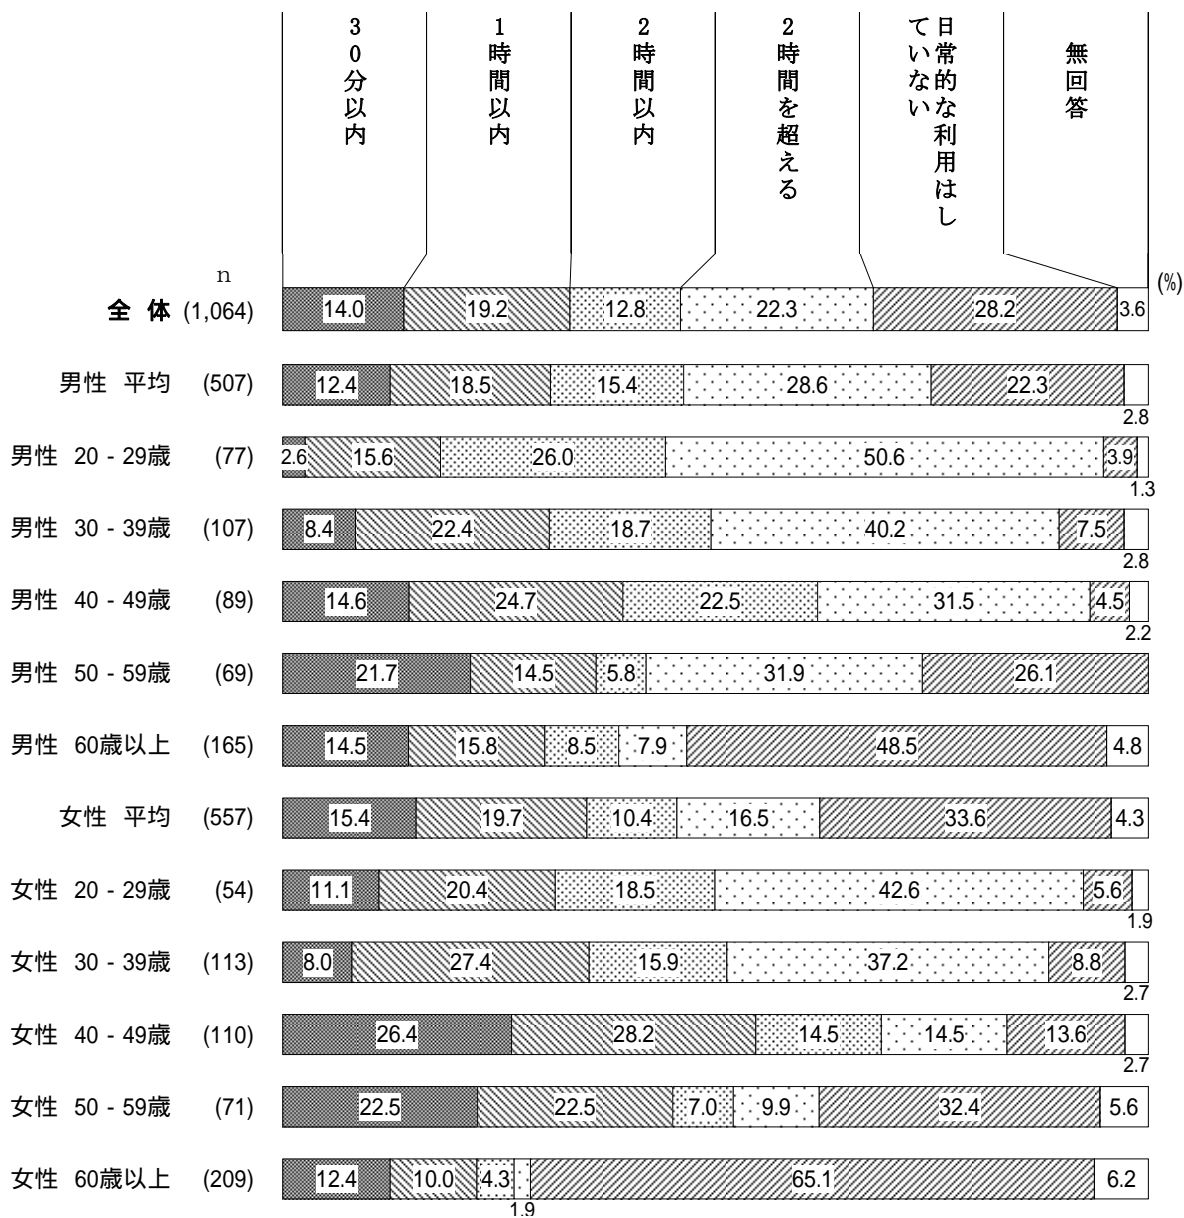 30分以内
1時間以内
2時間以内
2時間を超える
日常的な利用はし
ていない
無回答
n
(%)
全 体 (1,064) 14.0 19.2 12.8 22.3 28.2 3.6
男性 平均 (507) 12.4 18.5 15.4 28.6 22.3
2.8
男性 20 - 29歳 (77) 2.6 15.6 26.0 50.6 3.9
1.3
男性 30 - 39歳 (107) 8.4 22.4 18.7 40.2 7.5
2.8
男性 40 - 49歳 (89) 14.6 24.7 22.5 31.5 4.5
2.2
男性 50 - 59歳 (69) 21.7 14.5 5.8 31.9 26.1
男性 60歳以上 (165) 14.5 15.8 8.5 7.9 48.5 4.8
女性 平均 (557) 15.4 19.7 10.4 16.5 33.6 4.3
女性 20 - 29歳 (54) 11.1 20.4 18.5 42.6 5.6
1.9
女性 30 - 39歳 (113) 8.0 27.4 15.9 37.2 8.8
2.7
女性 40 - 49歳 (110) 26.4 28.2 14.5 14.5 13.6
2.7
女性 50 - 59歳 (71) 22.5 22.5 7.0 9.9 32.4 5.6
女性 60歳以上 (209) 12.4 10.0 4.3 65.1 6.2
1.9